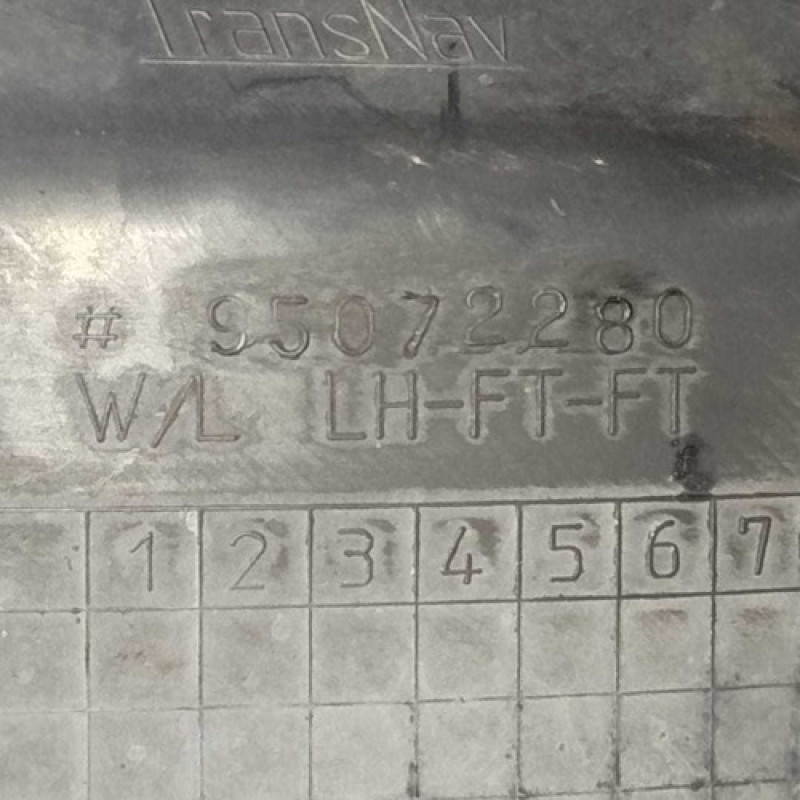 TransNav
# 95072280
W/L LH-FT-FT
1 2 3 4 5 6 7